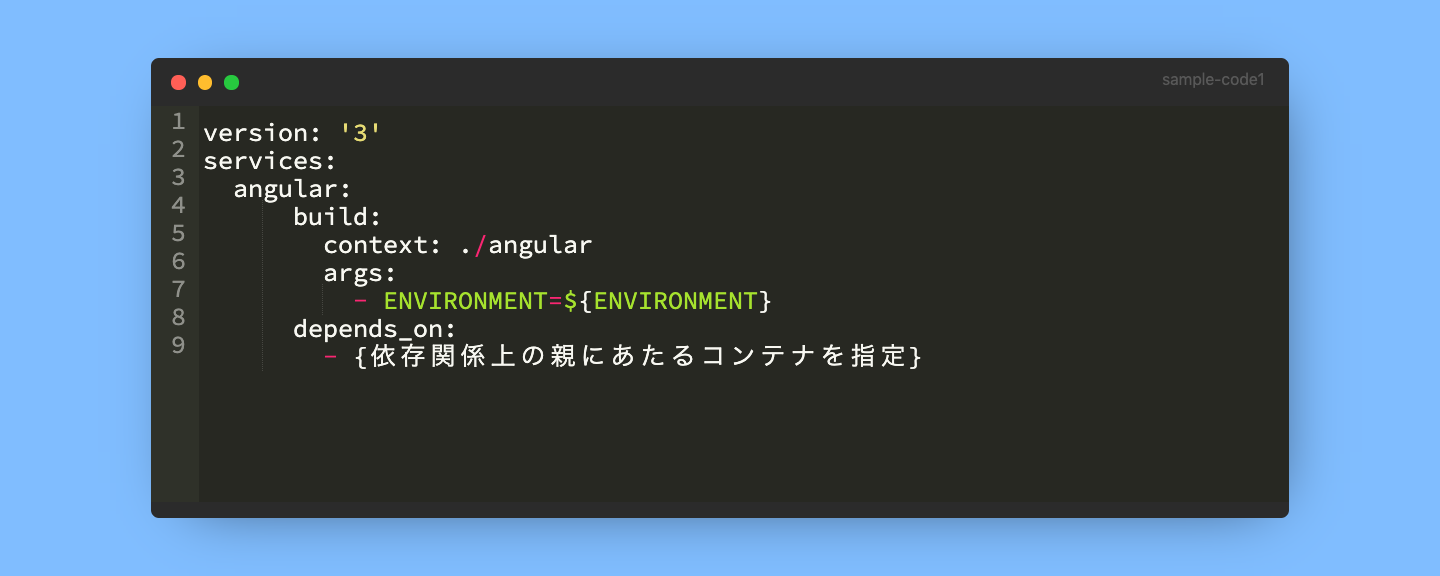 sample-code1
1 version: '3'
2 services:
3   angular:
4       build:
5         context: ./angular
6         args:
7           - ENVIRONMENT=${ENVIRONMENT}
8       depends_on:
9         - {依存関係上の親にあたるコンテナを指定}